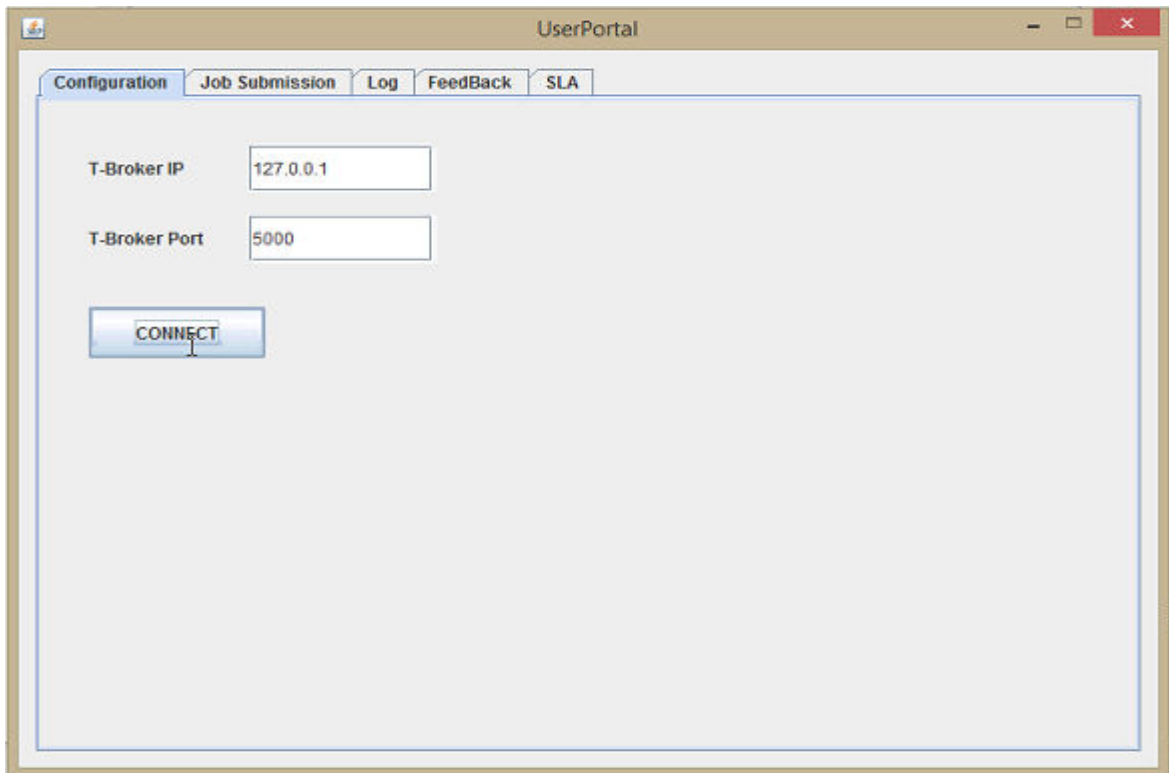 UserPortal
Configuration Job Submission Log FeedBack SLA
T-Broker IP 127.0.0.1
T-Broker Port 5000
CONNECT